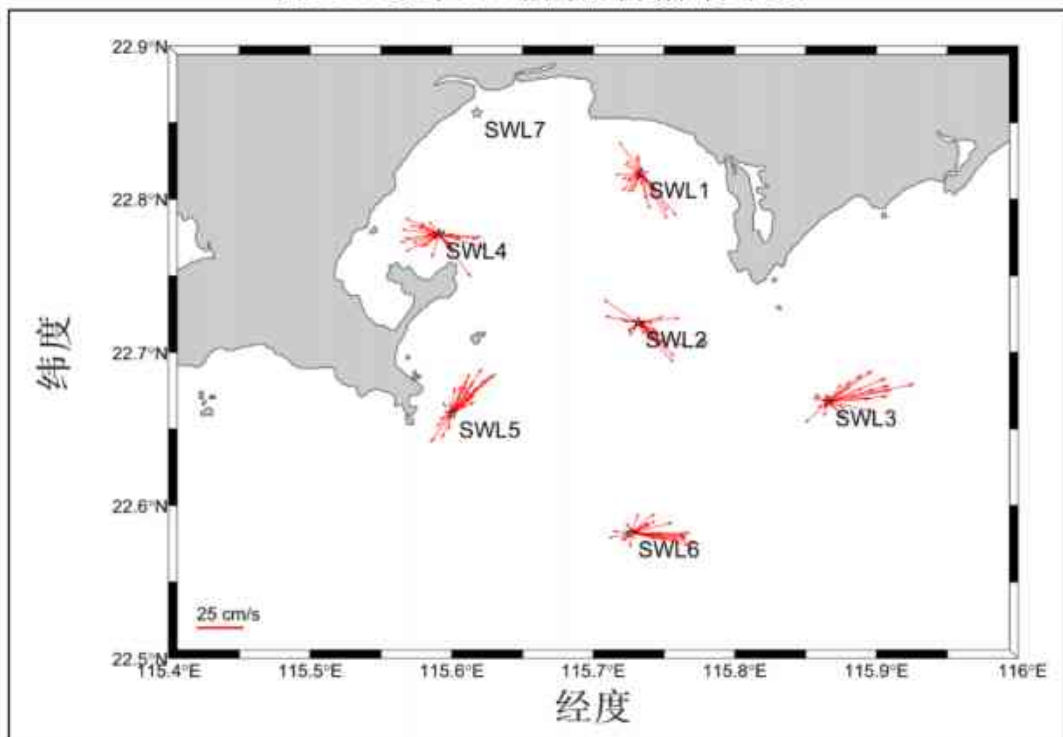 22.9°N
SWL7
SWL1
22.8°N
SWL4
SWL2
22.7°N
纬度
SWL3
SWL5
22.6°N
SWL6
25 cm/s
22.5°N
115.4°E 115.5°E 115.6°E 115.7°E 115.8°E 115.9°E 116°E
经度